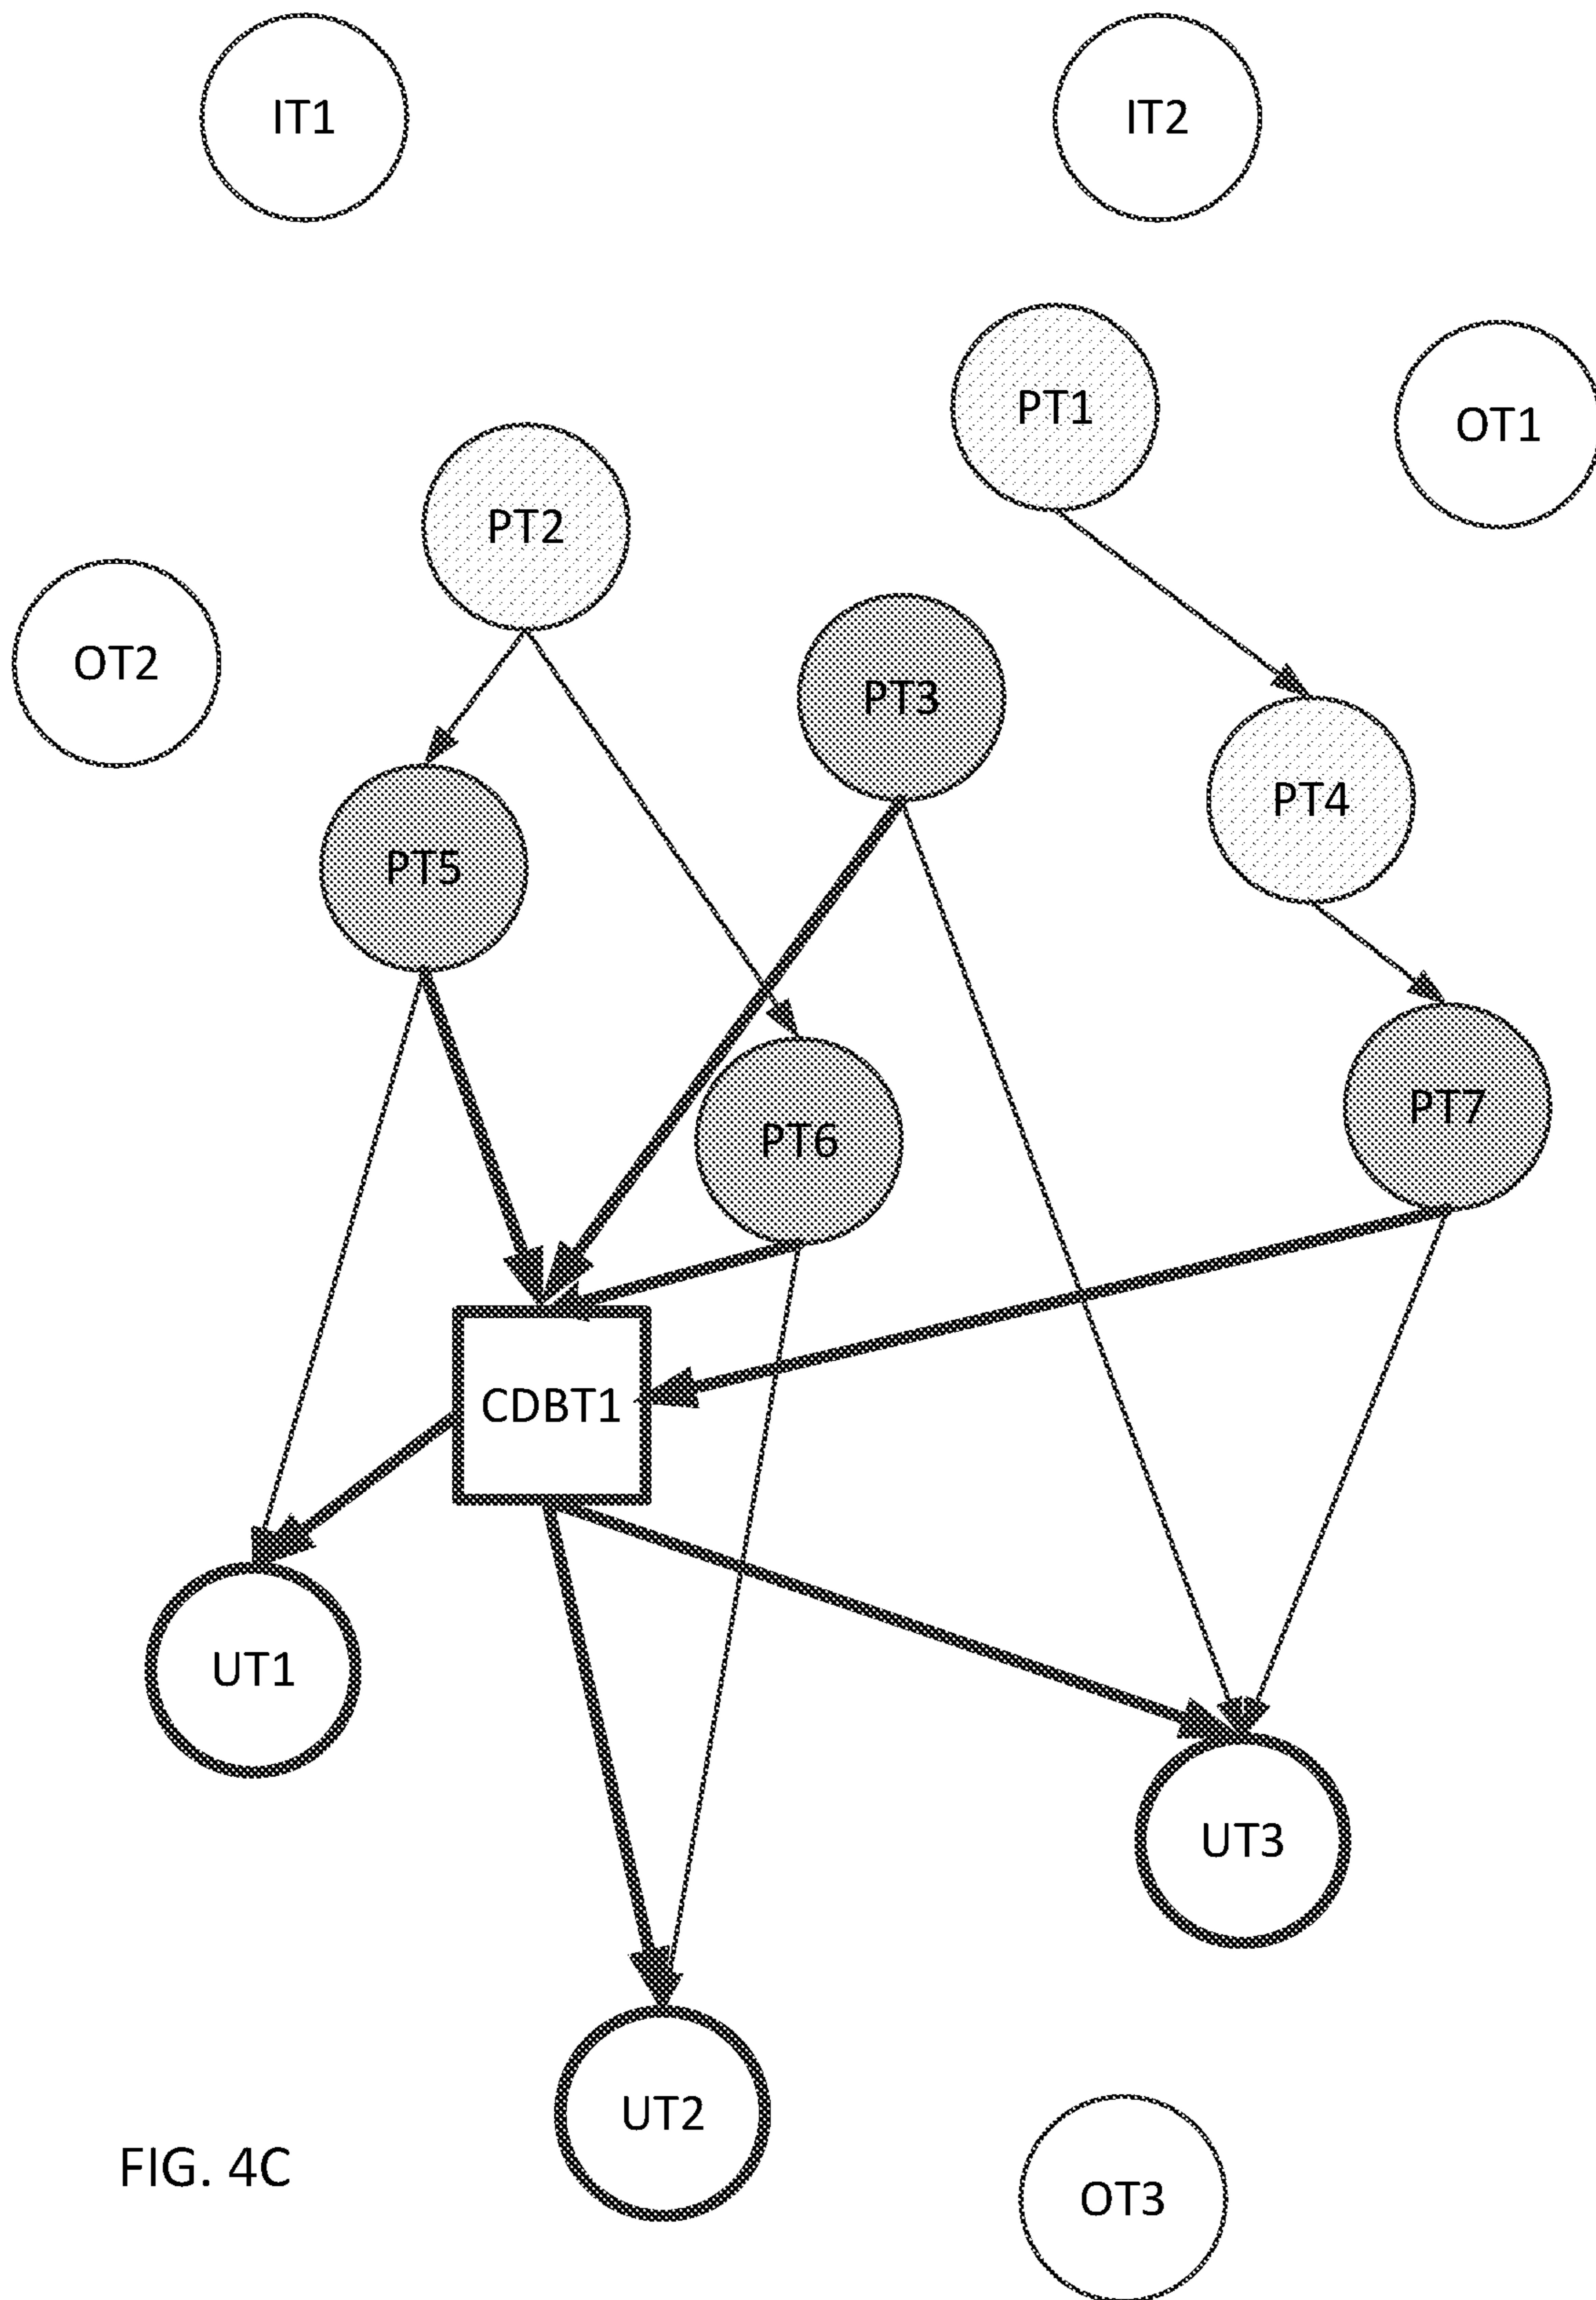 IT1
IT2
PT1
OT1
PT2
OT2
PT3
PT4
PT5
PT7
PT6
CDBT1
UT1
UT3
UT2
FIG. 4C
OT3